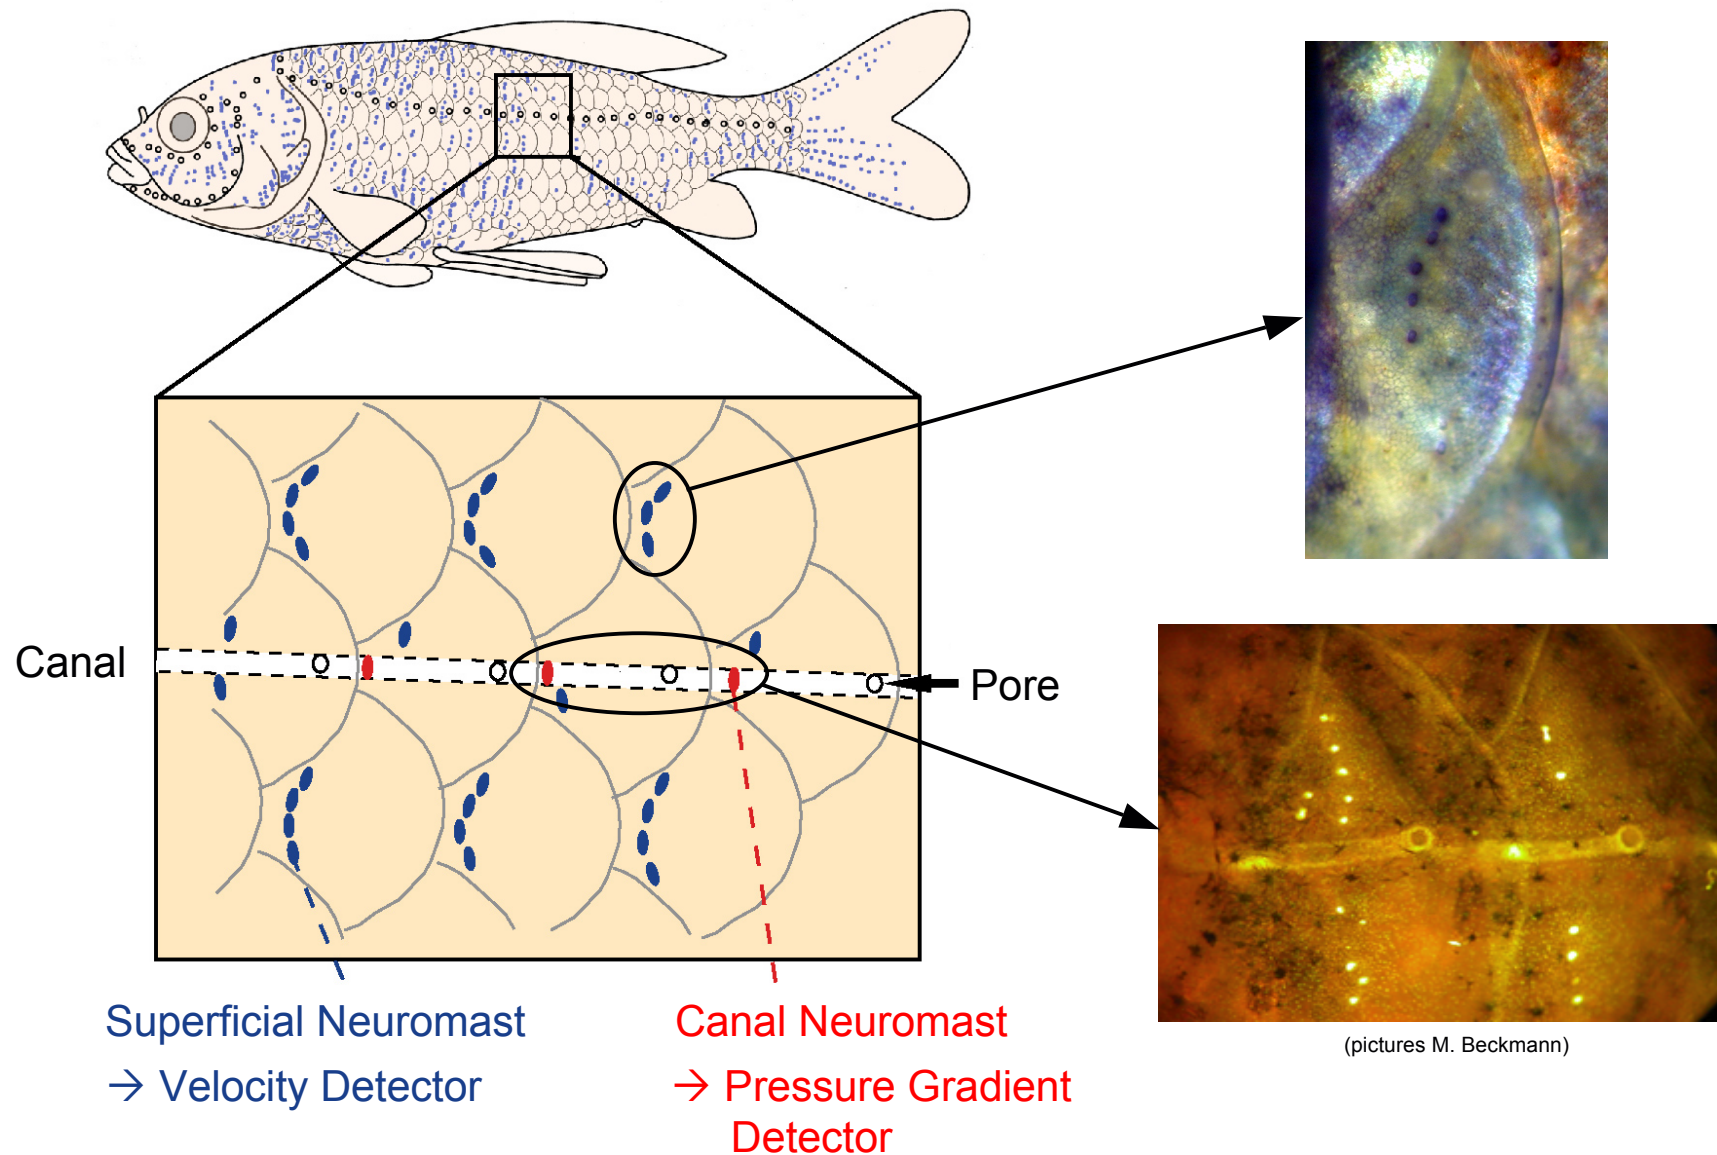 Canal
Pore
Superficial Neuromast
→ Velocity Detector
Canal Neuromast
→ Pressure Gradient
Detector
(pictures M. Beckmann)